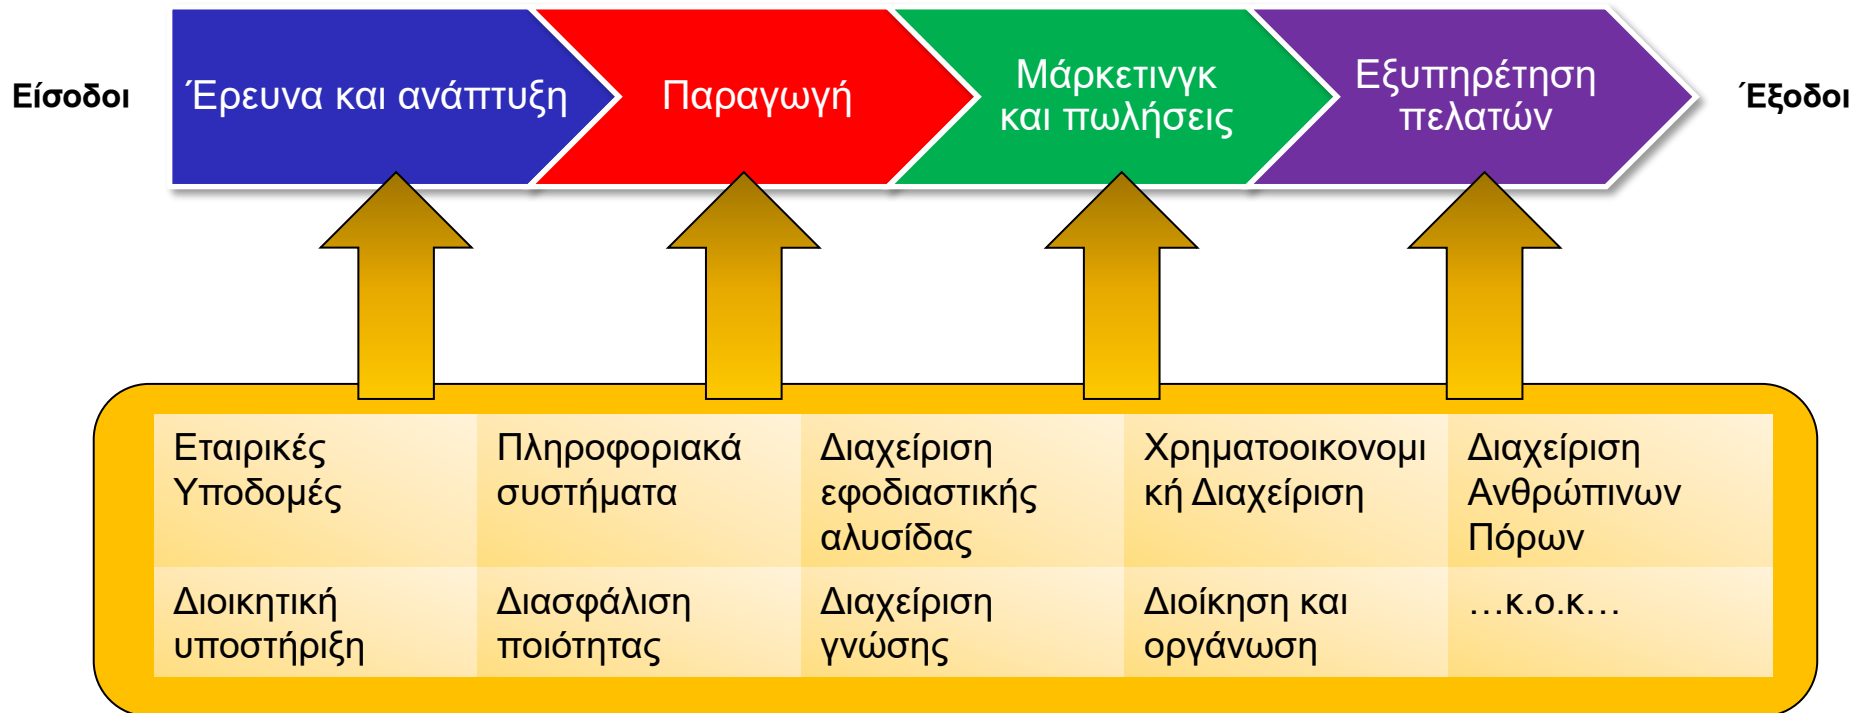 Είσοδοι
Έρευνα και ανάπτυξη
Παραγωγή
Μάρκετινγκ
και πωλήσεις
Εξυπηρέτηση
πελατών
Έξοδοι
Εταιρικές
Υποδομές
Πληροφοριακά
συστήματα
Διαχείριση
εφοδιαστικής
αλυσίδας
Χρηματοοικονομι
κή Διαχείριση
Διαχείριση
Ανθρώπινων
Πόρων
Διοικητική
υποστήριξη
Διασφάλιση
ποιότητας
Διαχείριση
γνώσης
Διοίκηση και
οργάνωση
…κ.ο.κ…